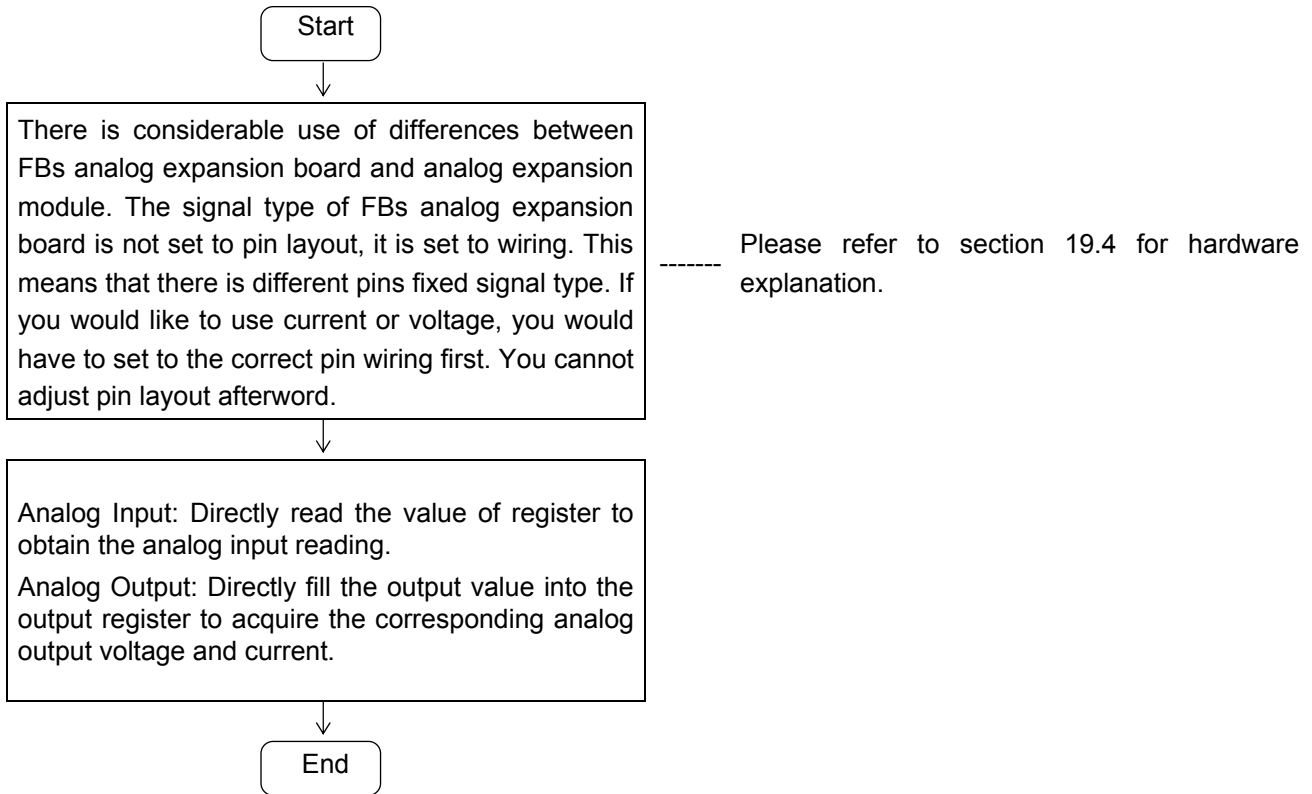 Start
There is considerable use of differences between
FBs analog expansion board and analog expansion
module. The signal type of FBs analog expansion
board is not set to pin layout, it is set to wiring. This
means that there is different pins fixed signal type. If
you would like to use current or voltage, you would
have to set to the correct pin wiring first. You cannot
adjust pin layout afterword.
------- Please refer to section 19.4 for hardware
explanation.
Analog Input: Directly read the value of register to
obtain the analog input reading.
Analog Output: Directly fill the output value into the
output register to acquire the corresponding analog
output voltage and current.
End